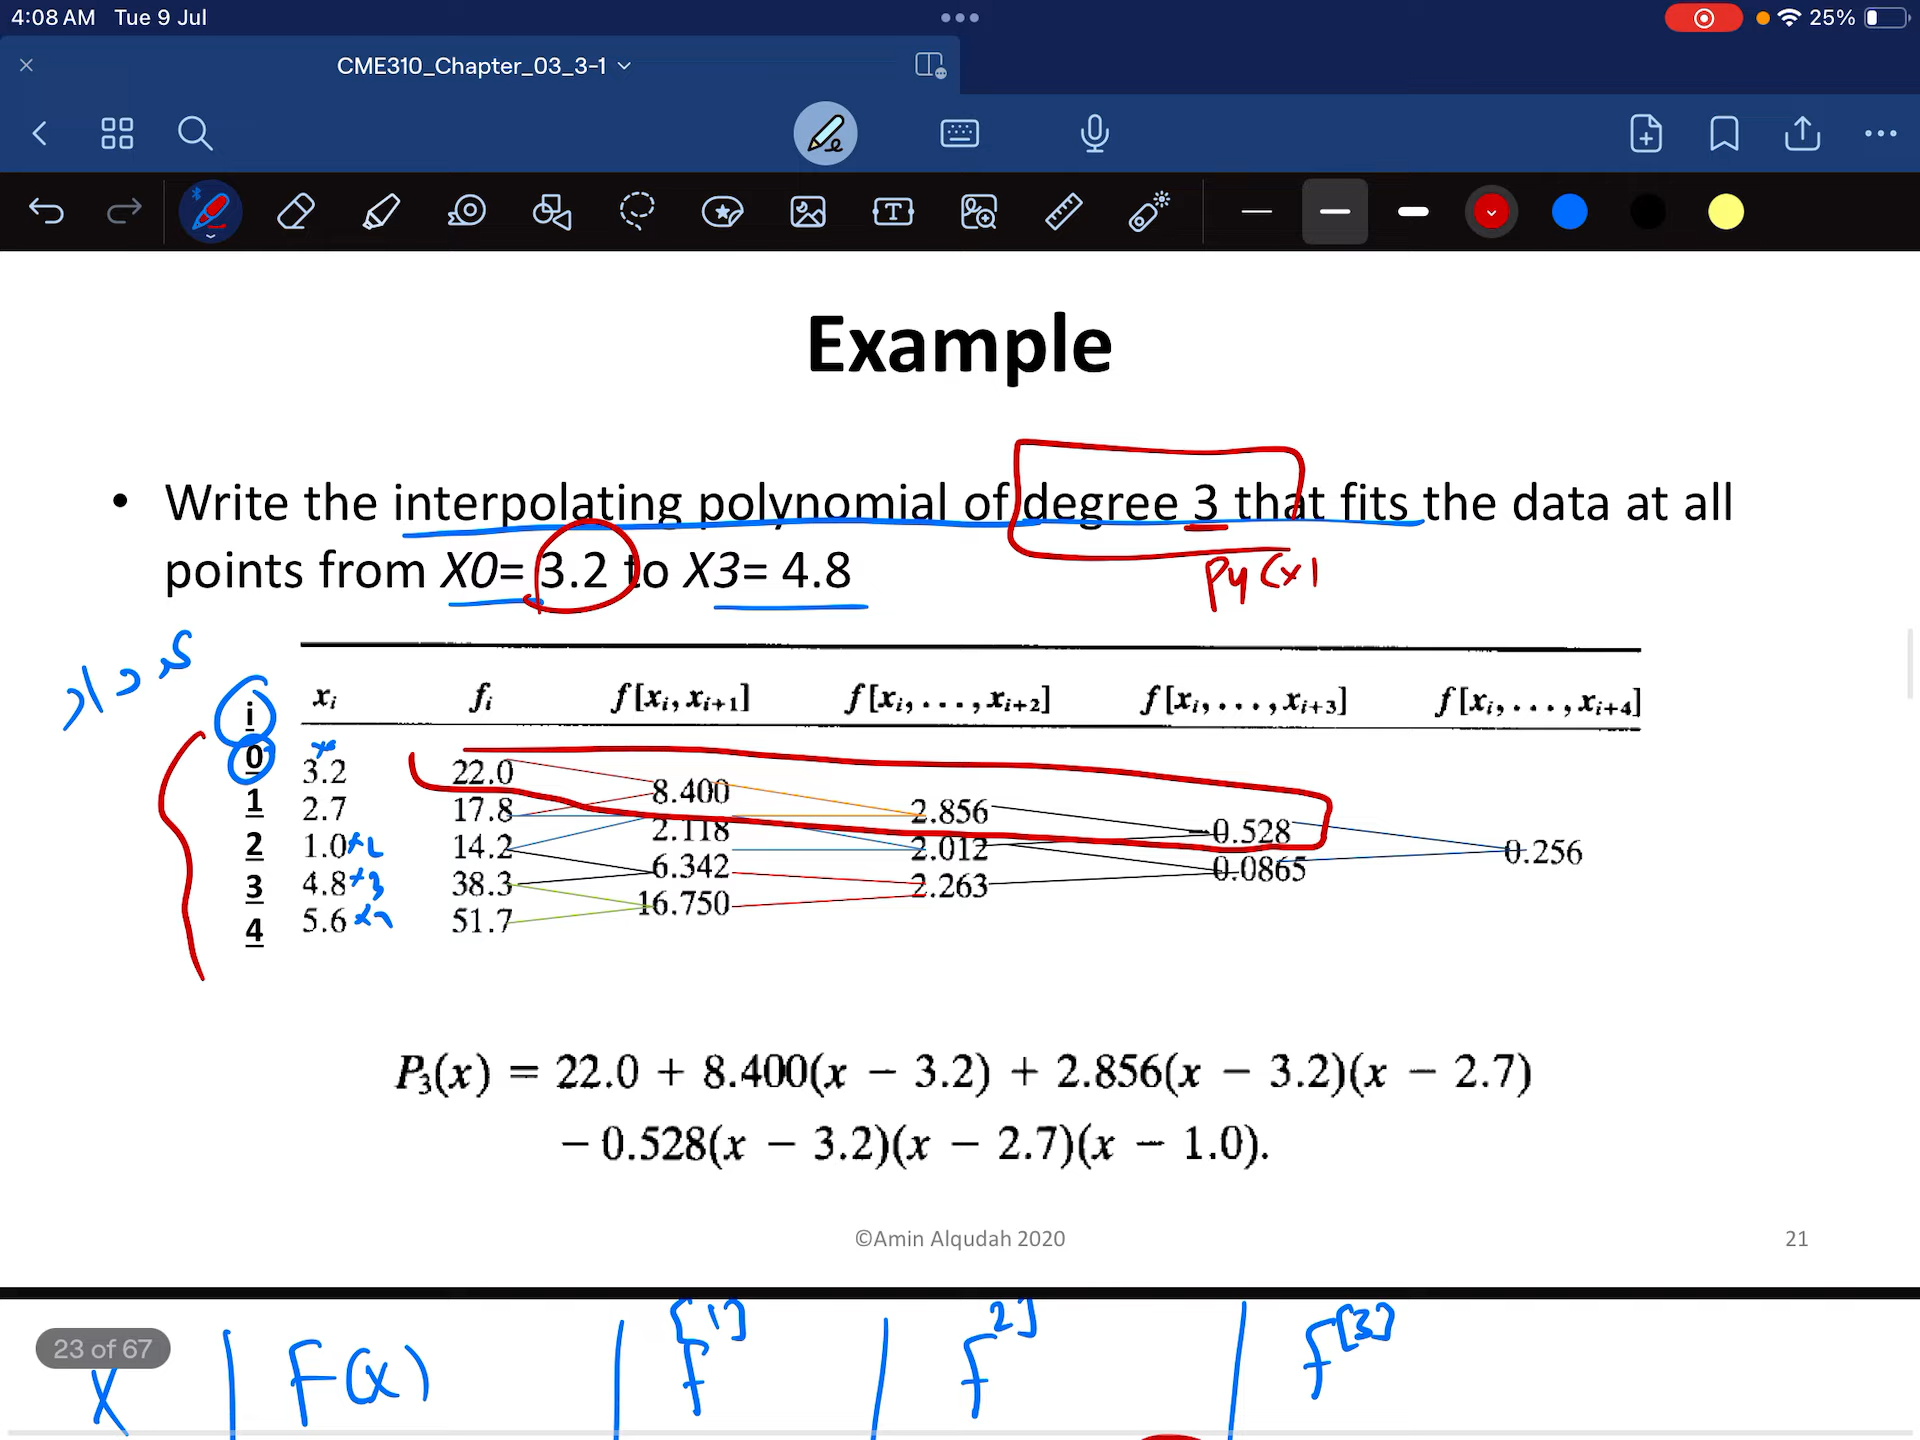 4:08 AM Tue 9 Jul
25%
CME310_Chapter_03_3-1
Example
• Write the interpolating polynomial of degree 3 that fits the data at all
points from X0= 3.2 to X3= 4.8
i xᵢ fᵢ f[xᵢ, xᵢ₊₁] f[xᵢ, . . . , xᵢ₊₂] f[xᵢ, . . . , xᵢ₊₃] f[xᵢ, . . . , xᵢ₊₄]
0 3.2 22.0
8.400
1 2.7 17.8 2.856
2.118 −0.528
2 1.0 x2 14.2 2.012 0.256
6.342 0.0865
3 4.8 x3 38.3 2.263
16.750
4 5.6 51.7
P₃(x) = 22.0 + 8.400(x − 3.2) + 2.856(x − 3.2)(x − 2.7)
− 0.528(x − 3.2)(x − 2.7)(x − 1.0).
©Amin Alqudah 2020 21
23 of 67
x F(x) f[1] f[2] f[3]